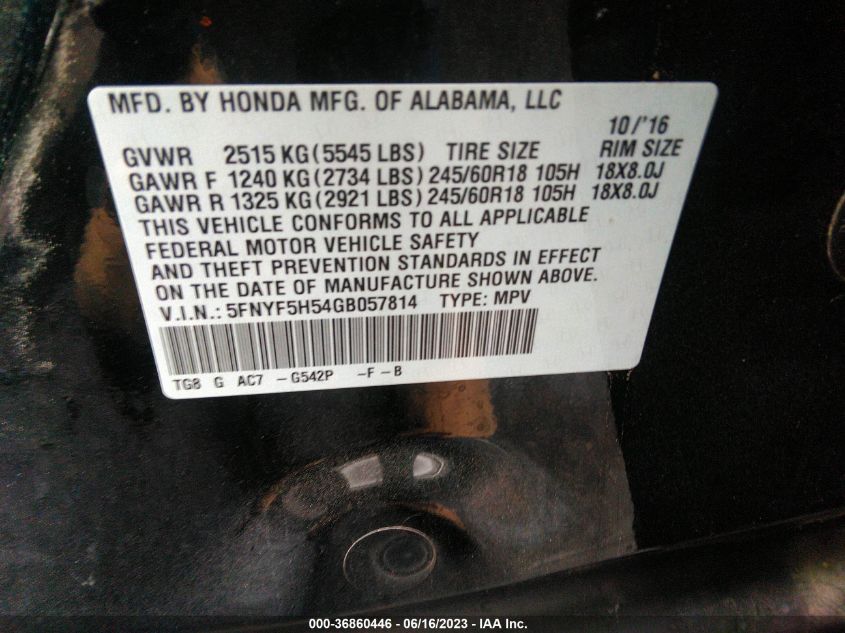 MFD. BY HONDA MFG. OF ALABAMA, LLC
10/'16
GVWR 2515 KG (5545 LBS) TIRE SIZE RIM SIZE
GAWR F 1240 KG (2734 LBS) 245/60R18 105H 18X8.0J
GAWR R 1325 KG (2921 LBS) 245/60R18 105H 18X8.0J
THIS VEHICLE CONFORMS TO ALL APPLICABLE
FEDERAL MOTOR VEHICLE SAFETY
AND THEFT PREVENTION STANDARDS IN EFFECT
ON THE DATE OF MANUFACTURE SHOWN ABOVE.
V.I.N.: 5FNYF5H54GB057814 TYPE: MPV
TG8 G AC7 - G542P -F - B
000-36860446 - 06/16/2023 - IAA Inc.